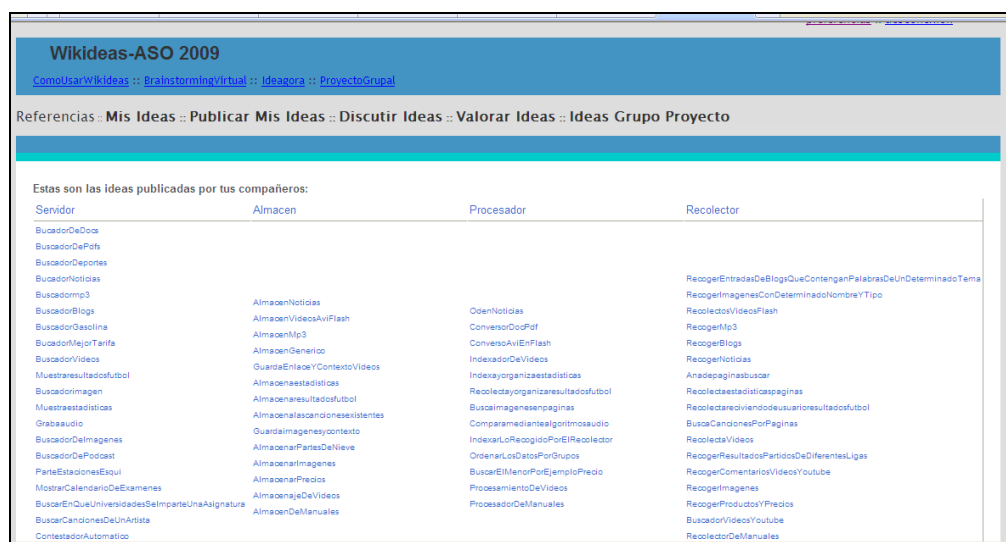 Wikideas-ASO 2009
ComoUsarWikideas :: BrainstormingVirtual :: Ideagora :: ProyectoGrupal
Referencias :: Mis Ideas :: Publicar Mis Ideas :: Discutir Ideas :: Valorar Ideas :: Ideas Grupo Proyecto
Estas son las ideas publicadas por tus compañeros:
Servidor
BucadorDeDocs
BuscadorDePdfs
BuscadorDeportes
BucadorNoticias
Buscadormp3
BuscadorBlogs
BuscadorGasolina
BucadorMejorTarifa
BuscadorVideos
Muestraresultadosfutbol
Buscadorimagen
Muestraestadisticas
Grabaaudio
BuscadorDeImagenes
BuscadorDePodcast
ParteEstacionesEsqui
MostrarCalendarioDeExamenes
BuscarEnQueUniversidadesSeImparteUnaAsignatura
BuscarCancionesDeUnArtista
ContestadorAutomatico
Almacen
AlmacenNoticias
AlmacenVideosAviFlash
AlmacenMp3
AlmacenGenerico
GuardaEnlaceYContextoVideos
Almacenaestadisticas
Almacenaresultadosfutbol
Almacenalascancionesexistentes
Guardaimagenesycontexto
AlmacenarPartesDeNieve
AlmacenarImagenes
AlmacenarPrecios
AlmacenajeDeVideos
AlmacenDeManuales
Procesador
OdenNoticias
ConversorDocPdf
ConversoAviEnFlash
IndexadorDeVideos
Indexayorganizaestadisticas
Recolectayorganizaresultadosfutbol
Buscaimagenesenpaginas
Comparamediantealgoritmosaudio
IndexarLoRecogidoPorElRecolector
OrdenarLosDatosPorGrupos
BuscarElMenorPorEjemploPrecio
ProcesamientoDeVideos
ProcesadorDeManuales
Recolector
RecogerEntradasDeBlogsQueContenganPalabrasDeUnDeterminadoTema
RecogerImagenesConDeterminadoNombreYTipo
RecolectosVideosFlash
RecogerMp3
RecogerBlogs
RecogerNoticias
Anadepaginasbuscar
Recolectaestadisticaspaginas
Recolectareciviendodeusuarioresultadosfutbol
BuscaCancionesPorPaginas
RecolectaVideos
RecogerResultadosPartidosDeDiferentesLigas
RecogerComentariosVideosYoutube
RecogerImagenes
RecogerProductosYPrecios
BuscadorVideosYoutube
RecolectorDeManuales